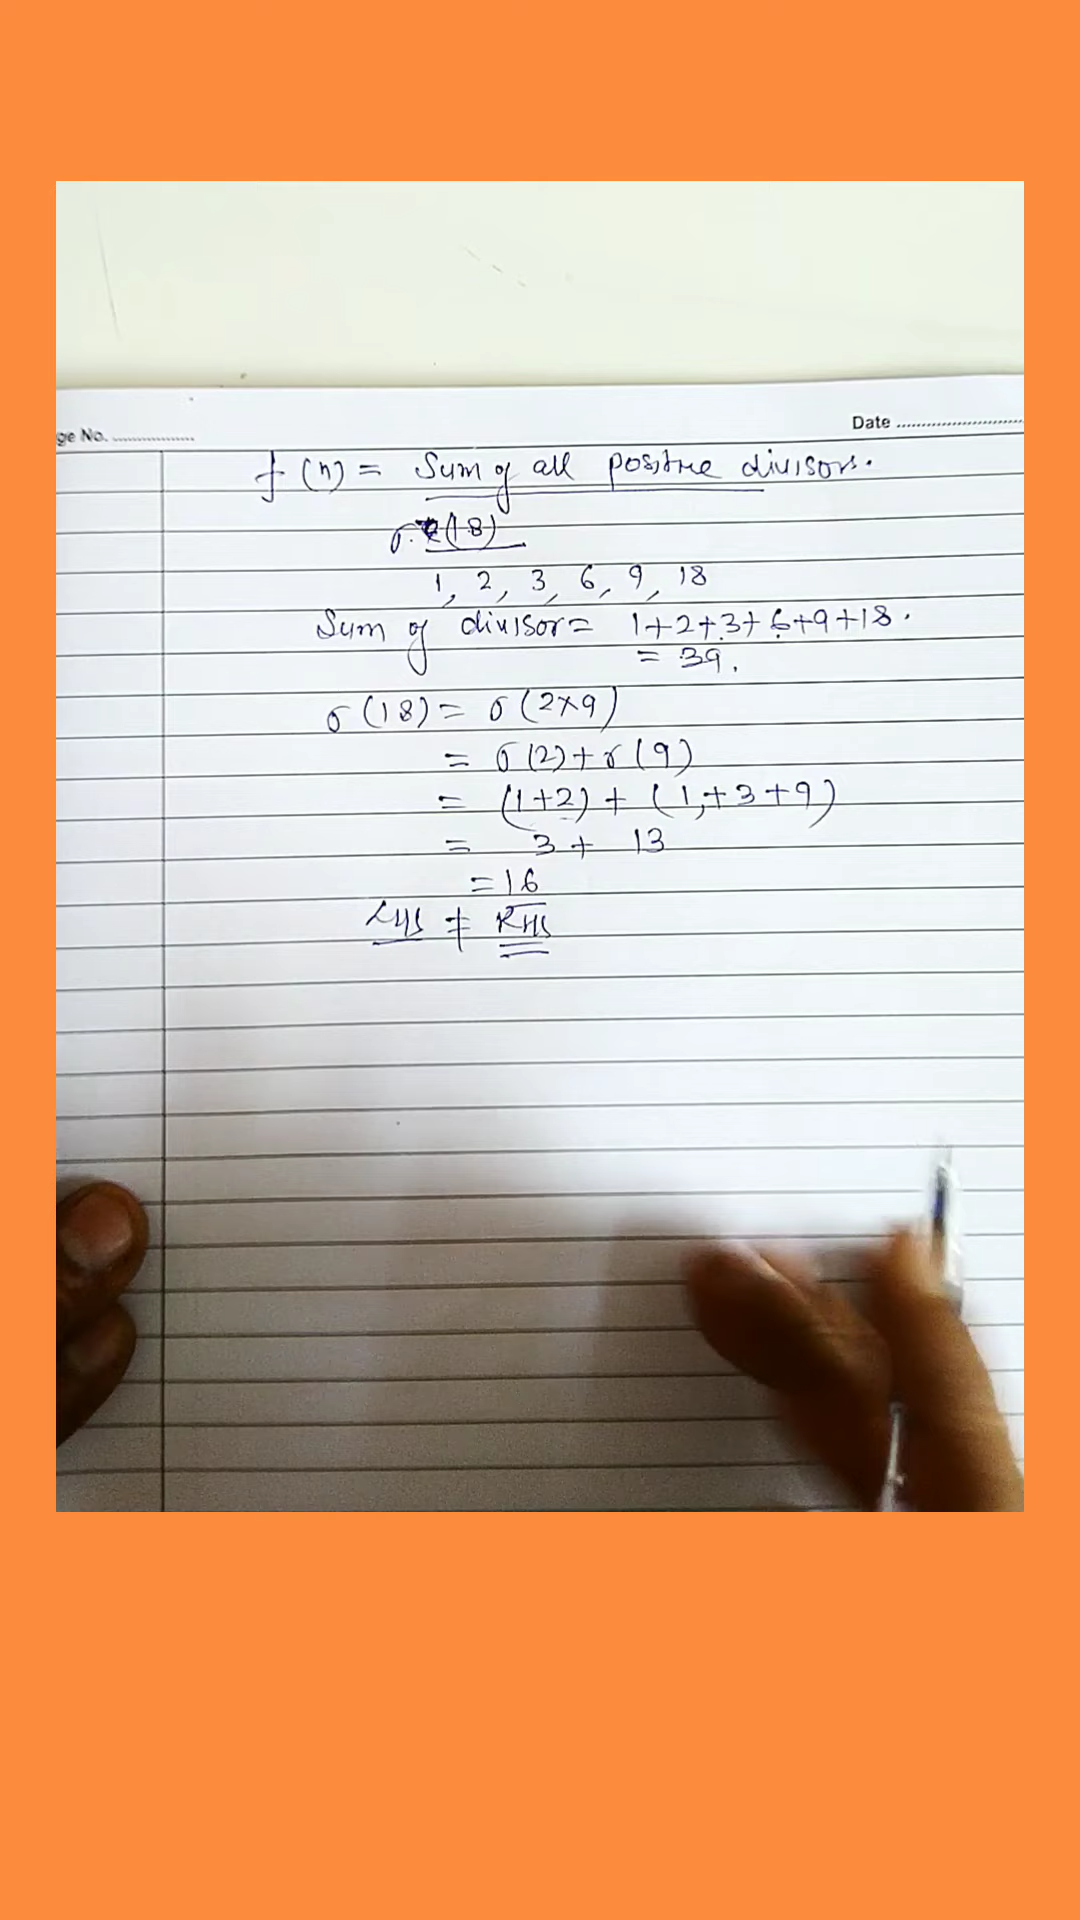 ge No. ..................
Date ..........................
f (n) = Sum of all positive divisors.
σ (18)
1, 2, 3, 6, 9, 18
Sum of divisor = 1+2+3+6+9+18.
= 39.
σ (18) = σ (2×9)
= σ (2) + σ (9)
= (1+2) + (1+3+9)
= 3 + 13
= 16
LHS ≠ RHS